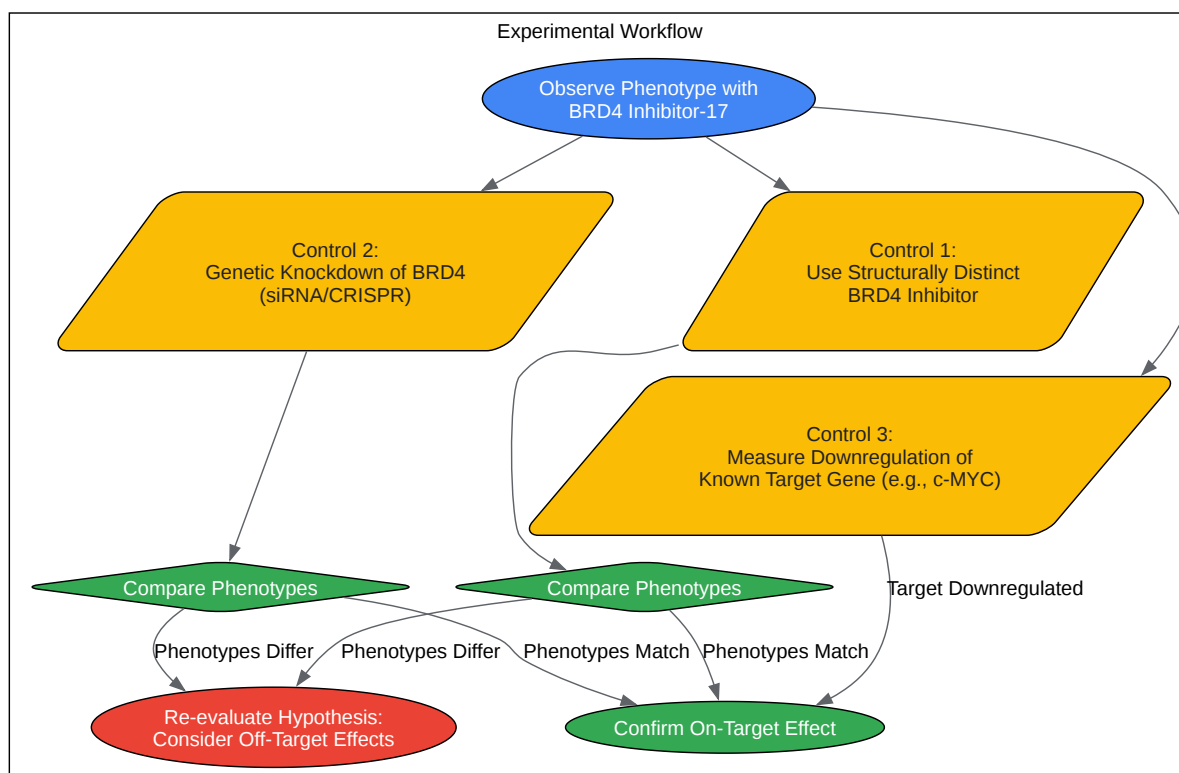 Experimental Workflow
Observe Phenotype with
BRD4 Inhibitor-17
Control 2:
Genetic Knockdown of BRD4
(siRNA/CRISPR)
Control 1:
Use Structurally Distinct
BRD4 Inhibitor
Control 3:
Measure Downregulation of
Known Target Gene (e.g., c-MYC)
Compare Phenotypes
Compare Phenotypes
Target Downregulated
Phenotypes Differ
Phenotypes Differ
Phenotypes Match
Phenotypes Match
Re-evaluate Hypothesis:
Consider Off-Target Effects
Confirm On-Target Effect